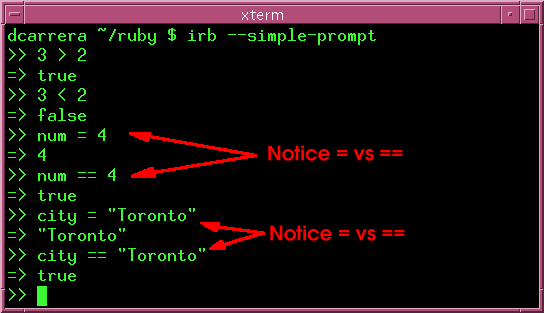 xterm
dcarrera ~/ruby $ irb --simple-prompt
>> 3 > 2
=> true
>> 3 < 2
=> false
>> num = 4
=> 4
Notice = vs ==
>> num == 4
=> true
>> city = "Toronto"
=> "Toronto"
Notice = vs ==
>> city == "Toronto"
=> true
>>